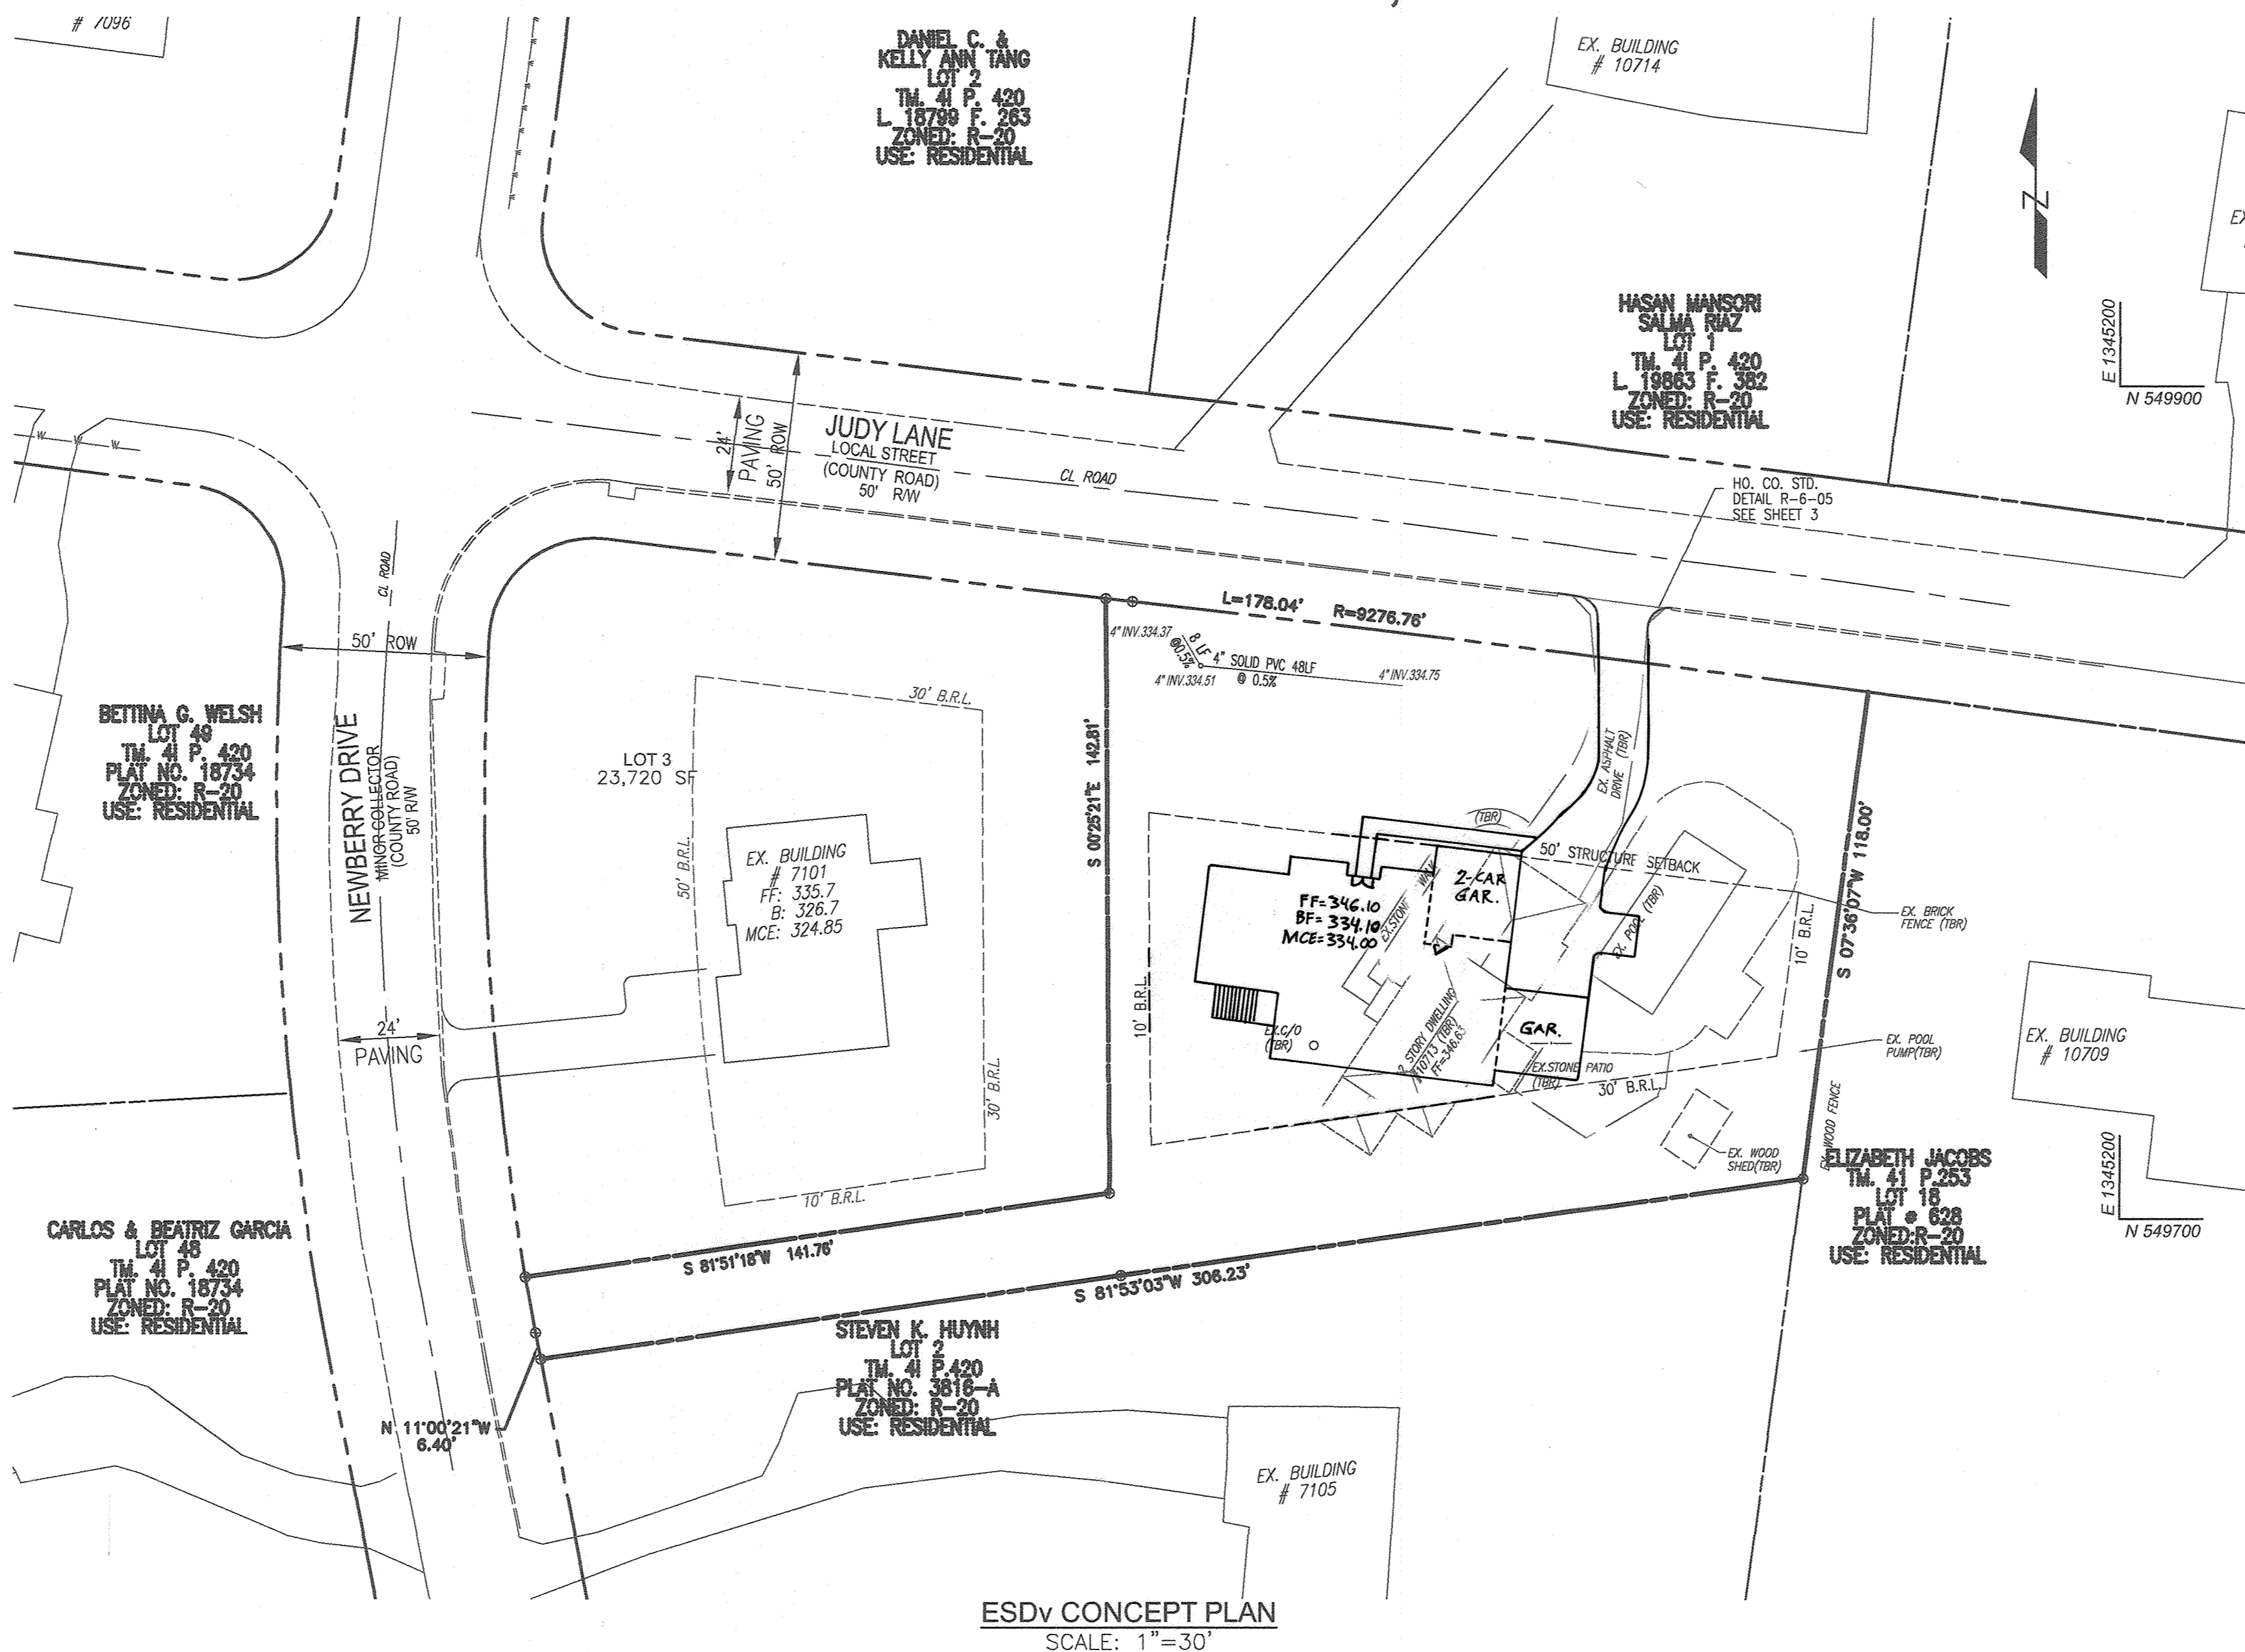 # 7096
DANIEL C. &
KELLY ANN TANG
LOT 2
TM. 41 P. 420
L. 18799 F. 263
ZONED: R-20
USE: RESIDENTIAL
EX. BUILDING
# 10714
N
HASAN MANSORI
SALMA RIAZ
LOT 1
TM. 41 P. 420
L. 19863 F. 382
ZONED: R-20
USE: RESIDENTIAL
E 1345200
N 549900
W W W
24'
PAVING
50' ROW
JUDY LANE
LOCAL STREET
(COUNTY ROAD)
50' R/W
CL ROAD
HO. CO. STD.
DETAIL R-6-05
SEE SHEET 3
CL ROAD
50' ROW
L=178.04' R=9276.76'
4" INV.334.37
8 LF
@0.5%
4" SOLID PVC 48LF
@ 0.5%
4" INV.334.51
4" INV.334.75
BETTINA G. WELSH
LOT 49
TM. 41 P. 420
PLAT NO. 18734
ZONED: R-20
USE: RESIDENTIAL
NEWBERRY DRIVE
MINOR COLLECTOR
(COUNTY ROAD)
50' R/W
LOT 3
23,720 SF
30' B.R.L.
50' B.R.L.
EX. BUILDING
# 7101
FF: 335.7
B: 326.7
MCE: 324.85
30' B.R.L.
10' B.R.L.
S 00°25'21"E 142.81'
EX. ASPHALT
DRIVE (TBR)
(TBR)
50' STRUCTURE SETBACK
2-CAR
GAR.
FF=346.10
BF=334.10
MCE=334.00
EX.STONE WALK
EX. POOL (TBR)
10' B.R.L.
10' B.R.L.
S 07°36'07"W 118.00'
EX. BRICK
FENCE (TBR)
EX.C/O
(TBR)
2 STORY DWELLING
#10713 (TBR)
FF=346.63
GAR.
EX.STONE PATIO
(TBR)
30' B.R.L.
EX. POOL
PUMP(TBR)
EX. WOOD FENCE
EX. WOOD
SHED(TBR)
EX. BUILDING
# 10709
24'
PAVING
ELIZABETH JACOBS
TM. 41 P.253
LOT 18
PLAT # 628
ZONED:R-20
USE: RESIDENTIAL
E 1345200
N 549700
CARLOS & BEATRIZ GARCIA
LOT 48
TM. 41 P. 420
PLAT NO. 18734
ZONED: R-20
USE: RESIDENTIAL
S 81°51'18"W 141.76'
S 81°53'03"W 306.23'
STEVEN K. HUYNH
LOT 2
TM. 41 P.420
PLAT NO. 3816-A
ZONED: R-20
USE: RESIDENTIAL
N 11°00'21"W
6.40'
EX. BUILDING
# 7105
ESDv CONCEPT PLAN
SCALE: 1"=30'